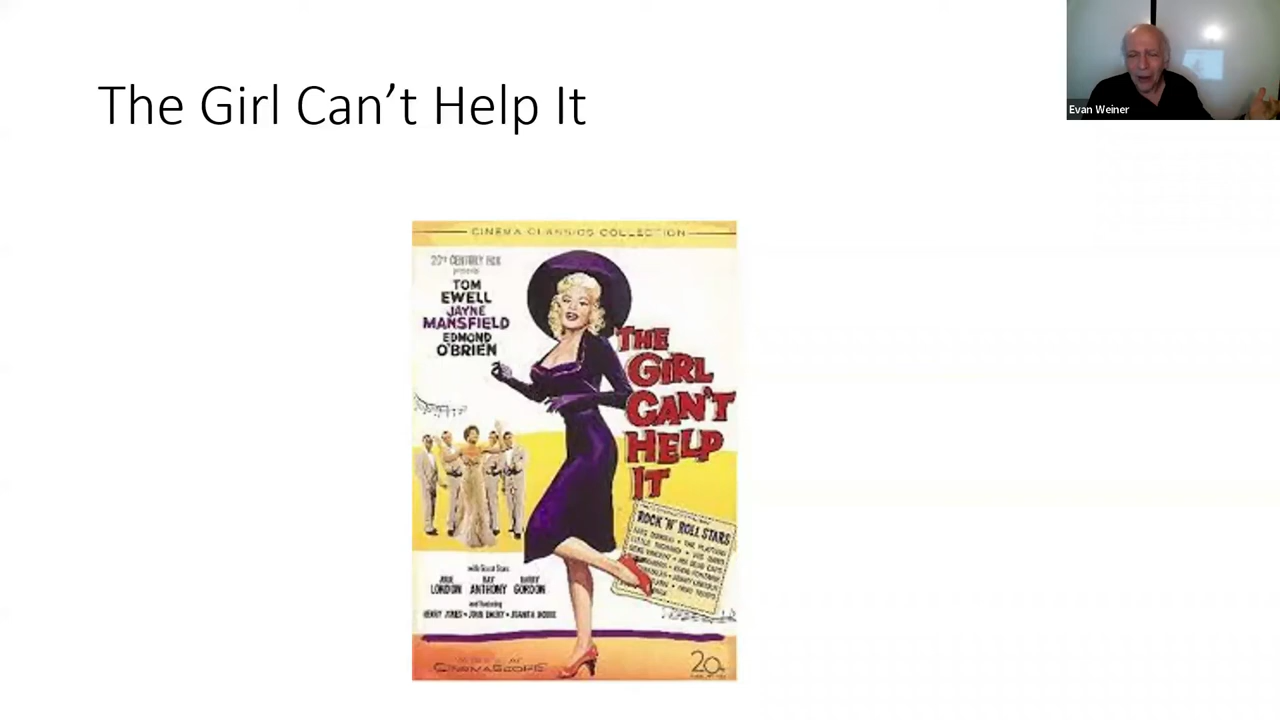 The Girl Can’t Help It
Evan Weiner
CINEMA CLASSICS COLLECTION
20TH CENTURY FOX
presents
TOM
EWELL
JAYNE
MANSFIELD
EDMOND
O'BRIEN
THE
GIRL
CAN'T
HELP
IT
ROCK 'N' ROLL STARS
with Guest Stars
LONDON
RAY
ANTHONY
BARRY
GORDON
and featuring
HENRY JONES • JOHN EMERY • JUANITA MOORE
CINEMASCOPE
20